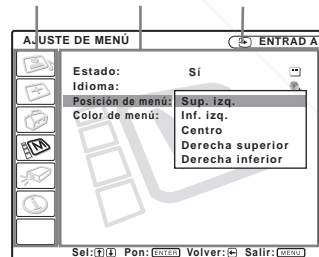 AJUSTE DE MENÚ ENTRAD A
Estado: Sí
Idioma:
Posición de menú: Sup. izq.
Color de menú: Inf. izq.
Centro
Derecha superior
Derecha inferior
Sel: Pon: ENTER Volver: Salir: MENU